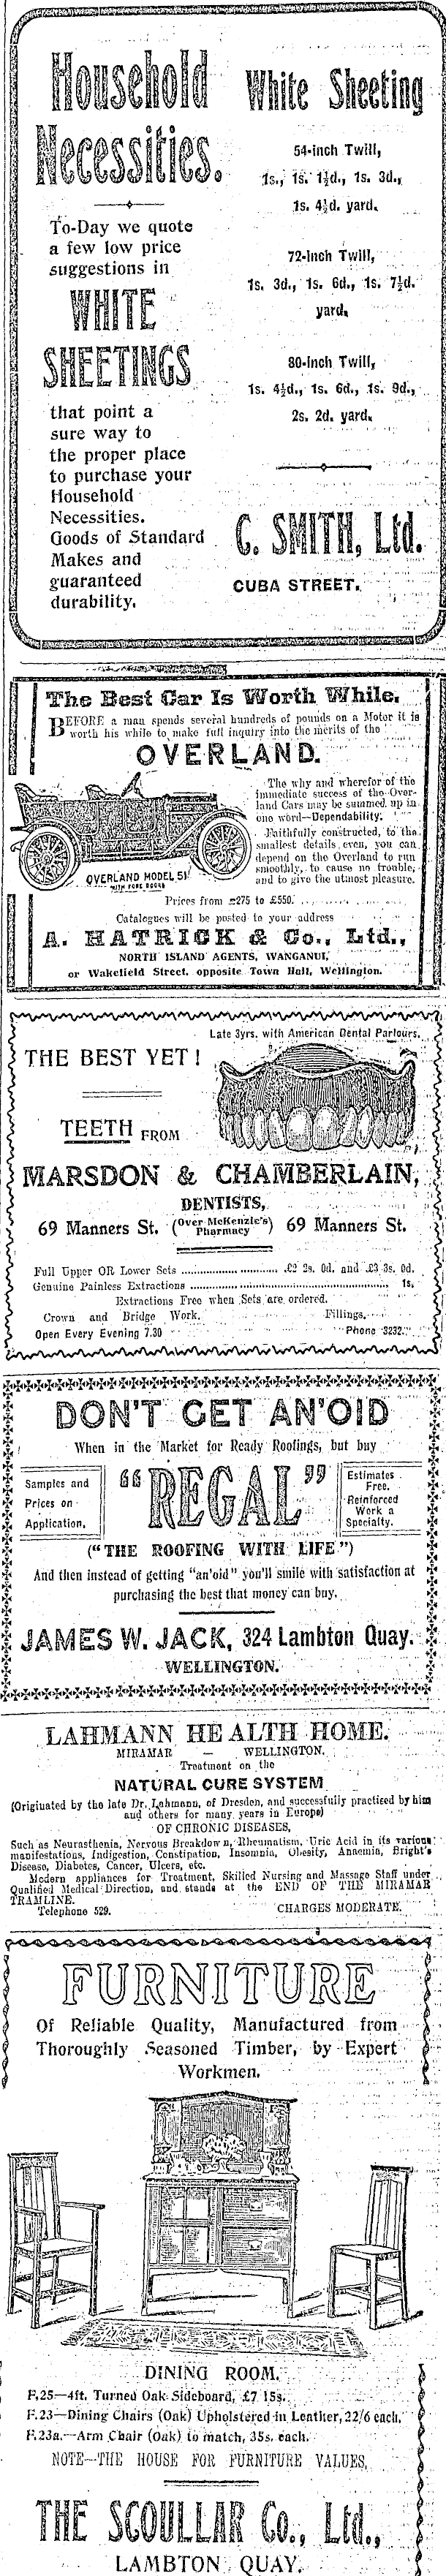 Household
Necessities.
To-Day we quote
a few low price
suggestions in
WHITE
SHEETINGS
that point a
sure way to
the proper place
to purchase your
Household
Necessities.
Goods of Standard
Makes and
guaranteed
durability.
White Sheeting
54-inch Twill,
1s., 1s. 1½d., 1s. 3d.,
1s. 4½d. yard.
72-inch Twill,
1s. 3d., 1s. 6d., 1s. 7½d.
yard.
80-inch Twill,
1s. 4½d., 1s. 6d., 1s. 9d.,
2s. 2d. yard.
C. SMITH, Ltd.
CUBA STREET.
The Best Car Is Worth While.
BEFORE a man spends several hundreds of pounds on a Motor it is
worth his while to make full inquiry into the merits of the
OVERLAND.
The why and wherefor of the
immediate success of the Over-
land Cars may be summed up in
one word—Dependability.
Faithfully constructed, to the
smallest details even, you can
depend on the Overland to run
smoothly, to cause no trouble,
and to give the utmost pleasure.
OVERLAND MODEL 51
WITH FORE DOORS
Prices from £275 to £550.
Catalogues will be posted to your address
A. HATRICK & Co., Ltd.,
NORTH ISLAND AGENTS, WANGANUI,
or Wakefield Street, opposite Town Hall, Wellington.
Late 3yrs. with American Dental Parlours.
THE BEST YET!
TEETH FROM
MARSDON & CHAMBERLAIN,
DENTISTS,
69 Manners St. (Over McKenzie's Pharmacy) 69 Manners St.
Full Upper OR Lower Sets .... £2 2s. 0d. and £3 3s. 0d.
Genuine Painless Extractions .... 1s.
Extractions Free when Sets are ordered.
Crown and Bridge Work. Fillings.
Open Every Evening 7.30 Phone 3232.
DON'T GET AN'OID
When in the Market for Ready Roofings, but buy
Samples and
Prices on
Application.
"REGAL"
Estimates
Free.
Reinforced
Work a
Specialty.
("THE ROOFING WITH LIFE")
And then instead of getting "an'oid" you'll smile with satisfaction at
purchasing the best that money can buy.
JAMES W. JACK, 324 Lambton Quay.
WELLINGTON.
LAHMANN HEALTH HOME.
MIRAMAR — WELLINGTON.
Treatment on the
NATURAL CURE SYSTEM
(Originated by the late Dr. Lahmann, of Dresden, and successfully practised by him
and others for many years in Europe)
OF CHRONIC DISEASES,
Such as Neurasthenia, Nervous Breakdown, Rheumatism, Uric Acid in its various
manifestations, Indigestion, Constipation, Insomnia, Obesity, Anaemia, Bright's
Disease, Diabetes, Cancer, Ulcers, etc.
Modern appliances for Treatment, Skilled Nursing and Massage Staff under
Qualified Medical Direction, and stands at the END OF THE MIRAMAR
TRAMLINE.
Telephone 529. CHARGES MODERATE.
FURNITURE
Of Reliable Quality, Manufactured from
Thoroughly Seasoned Timber, by Expert
Workmen.
DINING ROOM.
F.25—4ft. Turned Oak Sideboard, £7 15s.
F.23—Dining Chairs (Oak) Upholstered in Leather, 22/6 each.
F.23a.—Arm Chair (Oak) to match, 35s. each.
NOTE—THE HOUSE FOR FURNITURE VALUES,
THE SCOULLAR Co., Ltd.,
LAMBTON QUAY.